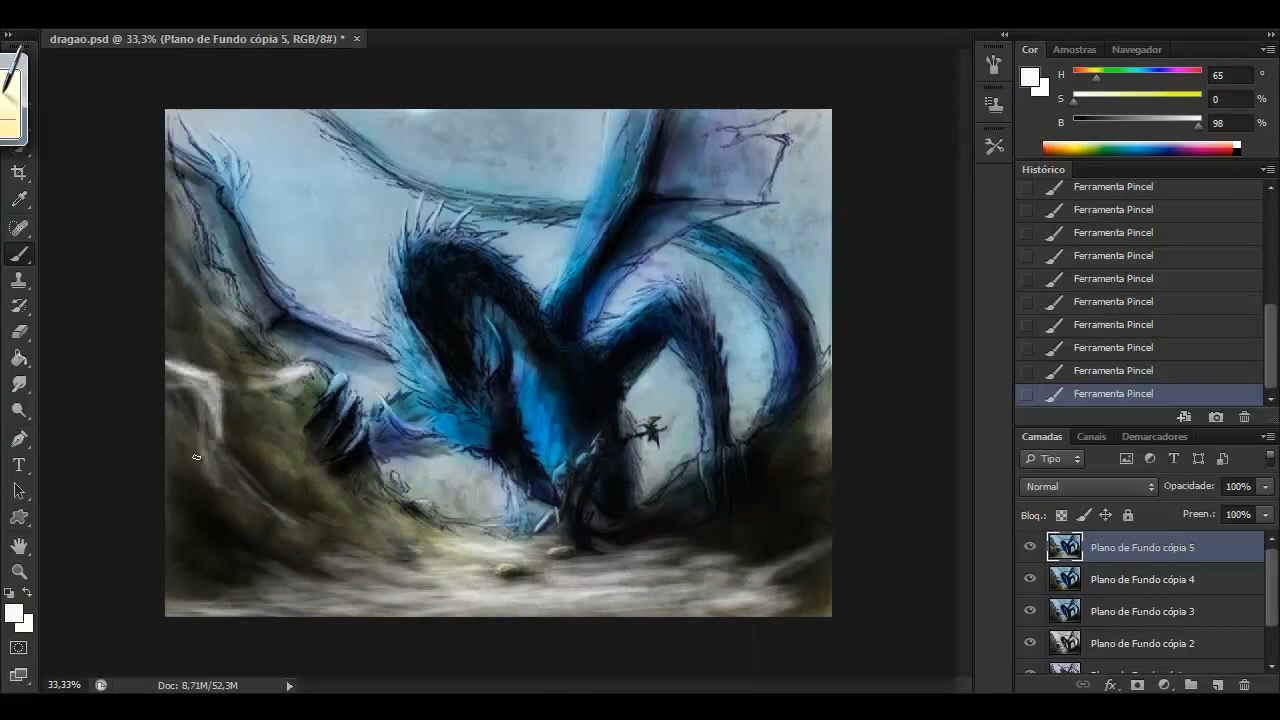 dragao.psd @ 33,3% (Plano de Fundo cópia 5, RGB/8#) *
Cor Amostras Navegador
H 65 °
S 0 %
B 98 %
Histórico
Ferramenta Pincel
Ferramenta Pincel
Ferramenta Pincel
Ferramenta Pincel
Ferramenta Pincel
Ferramenta Pincel
Ferramenta Pincel
Ferramenta Pincel
Ferramenta Pincel
Ferramenta Pincel
Camadas Canais Demarcadores
Tipo
Normal Opacidade: 100%
Bloq.: Preen.: 100%
Plano de Fundo cópia 5
Plano de Fundo cópia 4
Plano de Fundo cópia 3
Plano de Fundo cópia 2
fx
33,33% Doc: 8,71M/52,3M